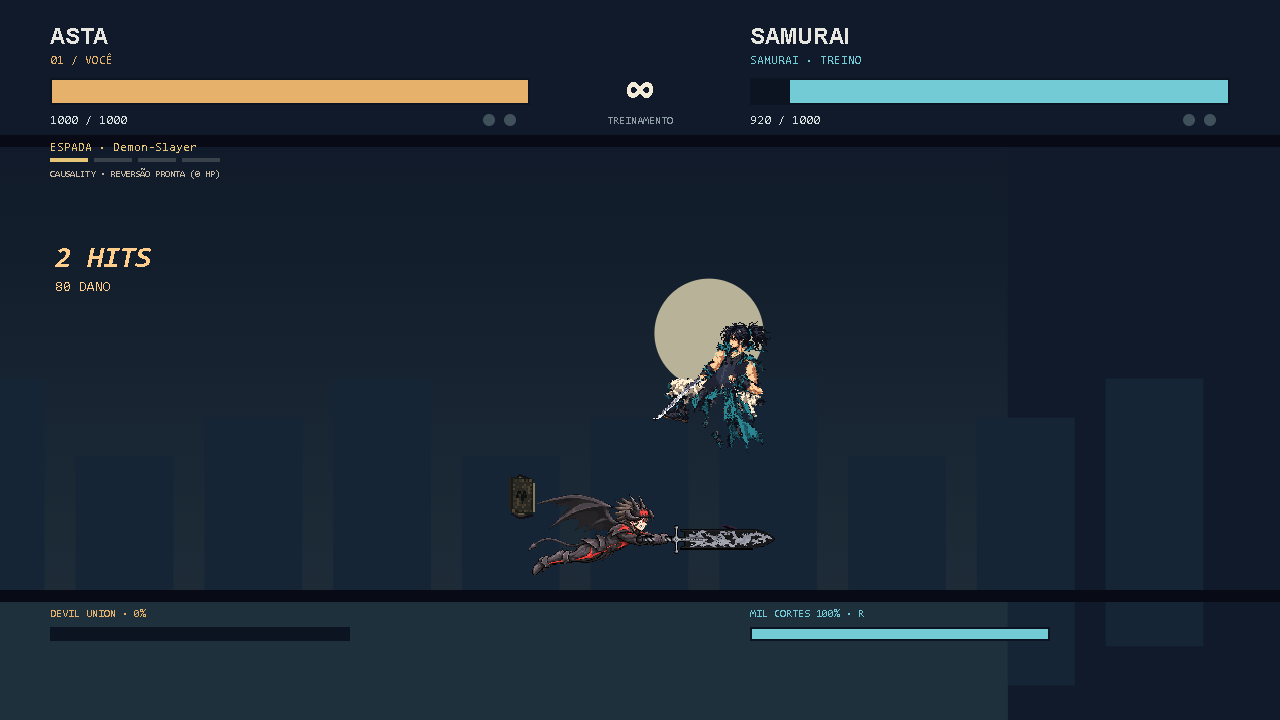 ASTA
01 / VOCÊ
1000 / 1000
∞
TREINAMENTO
SAMURAI
SAMURAI · TREINO
920 / 1000
ESPADA · Demon-Slayer
CAUSALITY · REVERSÃO PRONTA (0 HP)
2 HITS
80 DANO
DEVIL UNION · 0%
MIL CORTES 100% · R